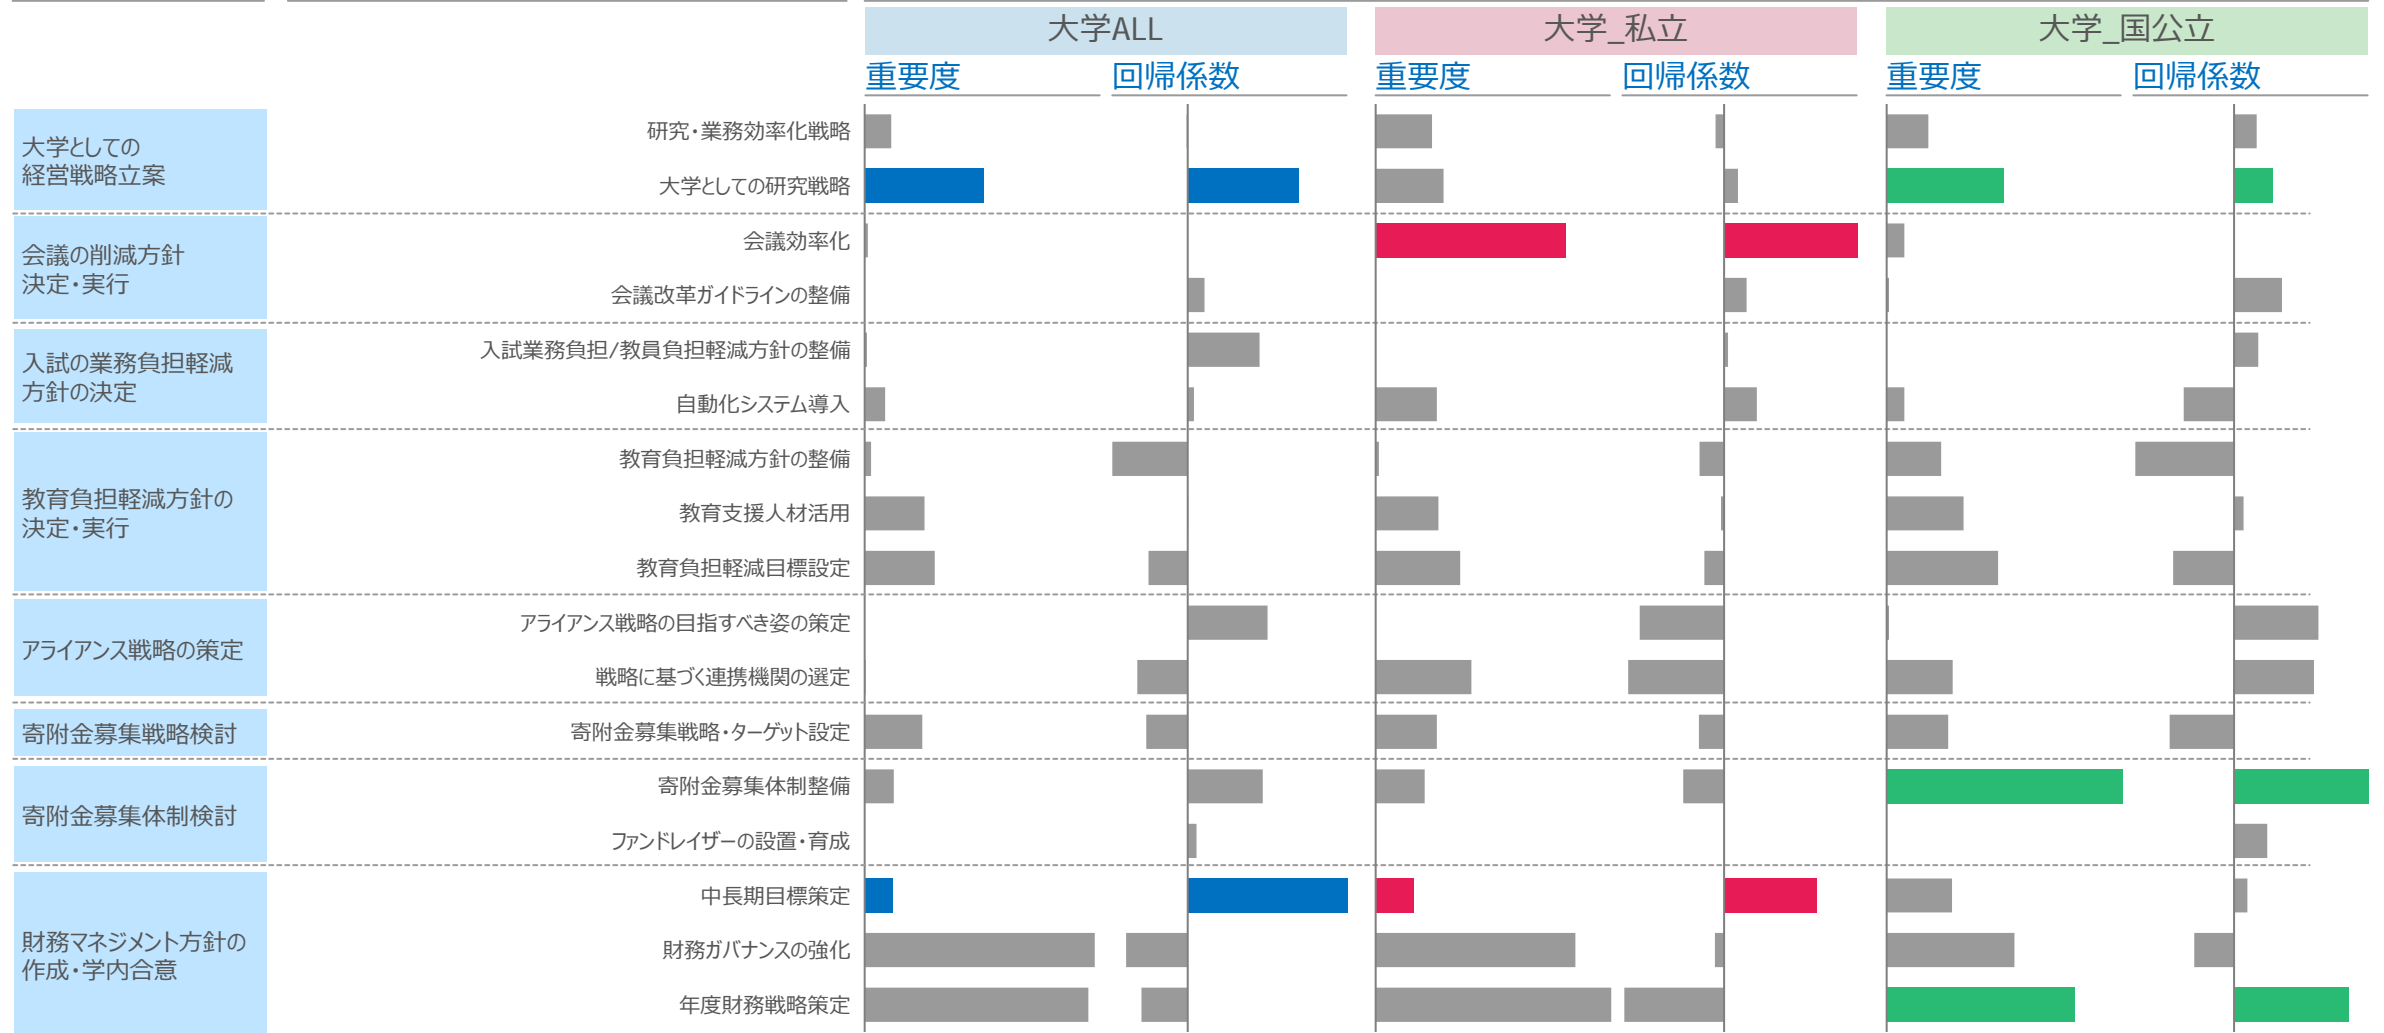 大学ALL
大学_私立
大学_国公立
重要度
回帰係数
重要度
回帰係数
重要度
回帰係数
大学としての
経営戦略立案
研究・業務効率化戦略
大学としての研究戦略
会議の削減方針
決定・実行
会議効率化
会議改革ガイドラインの整備
入試の業務負担軽減
方針の決定
入試業務負担/教員負担軽減方針の整備
自動化システム導入
教育負担軽減方針の
決定・実行
教育負担軽減方針の整備
教育支援人材活用
教育負担軽減目標設定
アライアンス戦略の策定
アライアンス戦略の目指すべき姿の策定
戦略に基づく連携機関の選定
寄附金募集戦略検討
寄附金募集戦略・ターゲット設定
寄附金募集体制検討
寄附金募集体制整備
ファンドレイザーの設置・育成
財務マネジメント方針の
作成・学内合意
中長期目標策定
財務ガバナンスの強化
年度財務戦略策定